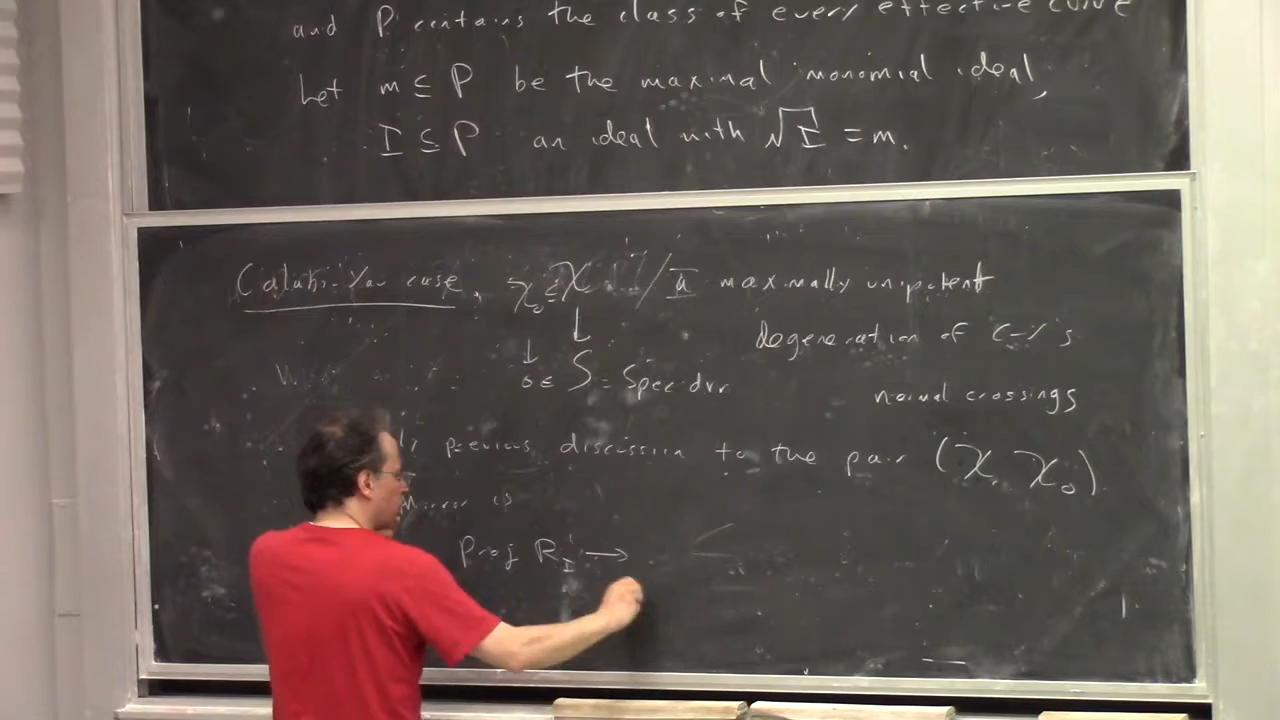 and P contains the class of every effective curve
Let m ⊆ P be the maximal monomial ideal,
I ⊆ P an ideal with √I = m.
Calabi-Yau case, X₀ ⊆ X / a maximally unipotent
↓ degeneration of C-Y's
↓ 0 ∈ S = Spec dvr
normal crossings
previous discussion to the pair (X, X₀).
Mirror is
Proj R_I →